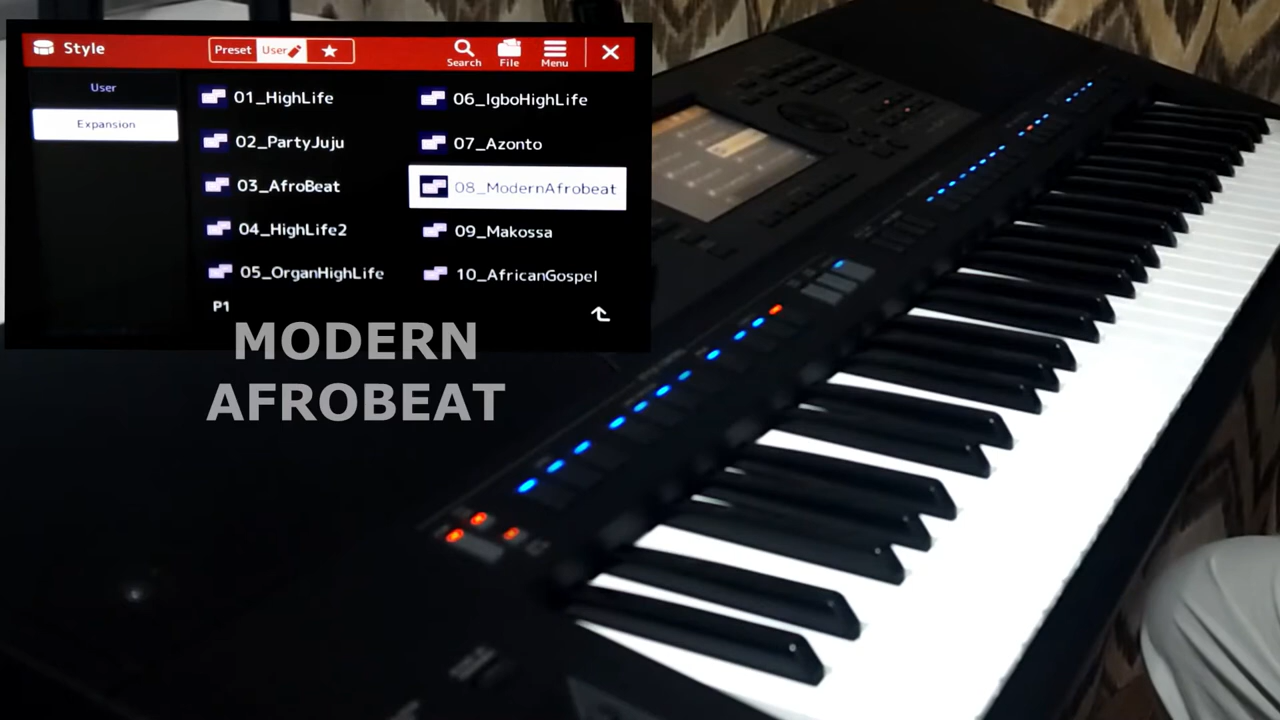 Style
Preset
User
Search
File
Menu
User
Expansion
01_HighLife
02_PartyJuju
03_AfroBeat
04_HighLife2
05_OrganHighLife
06_IgboHighLife
07_Azonto
08_ModernAfrobeat
09_Makossa
10_AfricanGospel
P1
MODERN
AFROBEAT